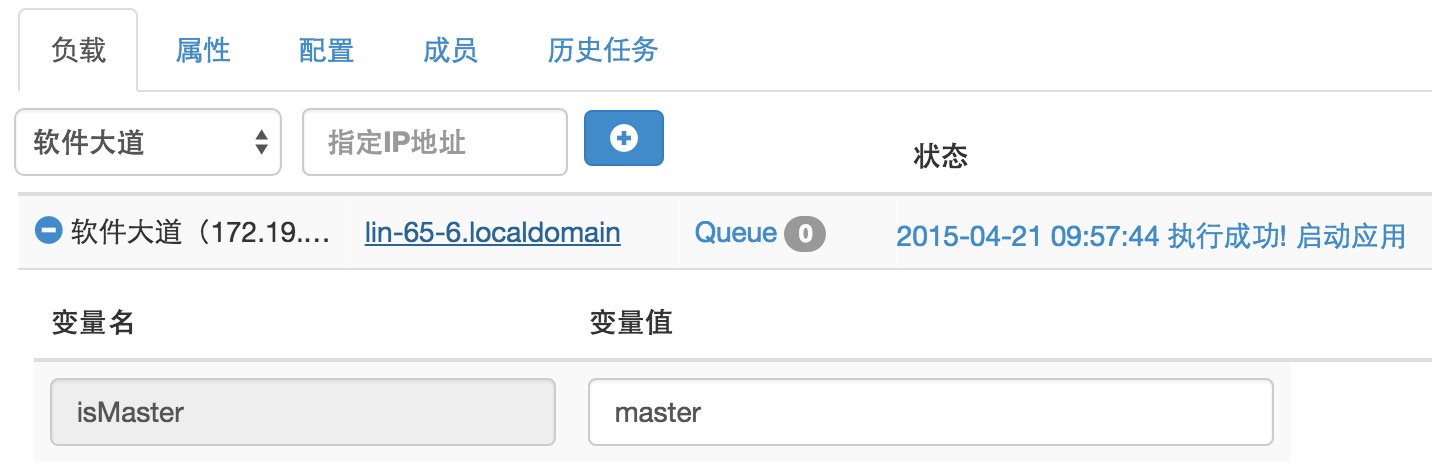 负载 属性 配置 成员 历史任务
软件大道 指定IP地址 状态
软件大道（172.19.... lin-65-6.localdomain Queue 0 2015-04-21 09:57:44 执行成功! 启动应用
变量名 变量值
isMaster master